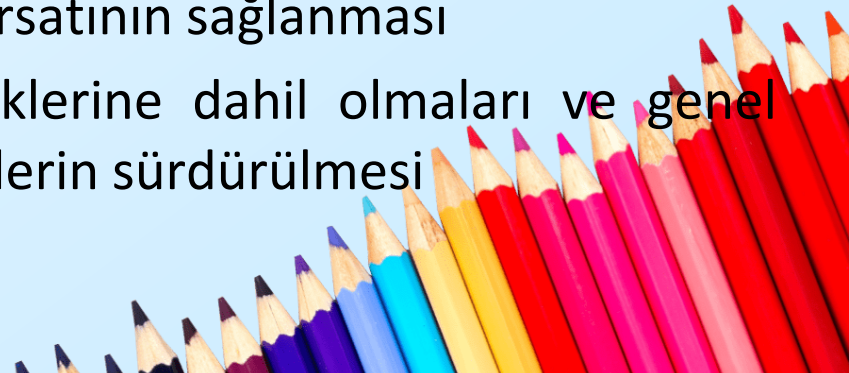 rsatının sağlanması
klerine dahil olmaları ve genel
lerin sürdürülmesi